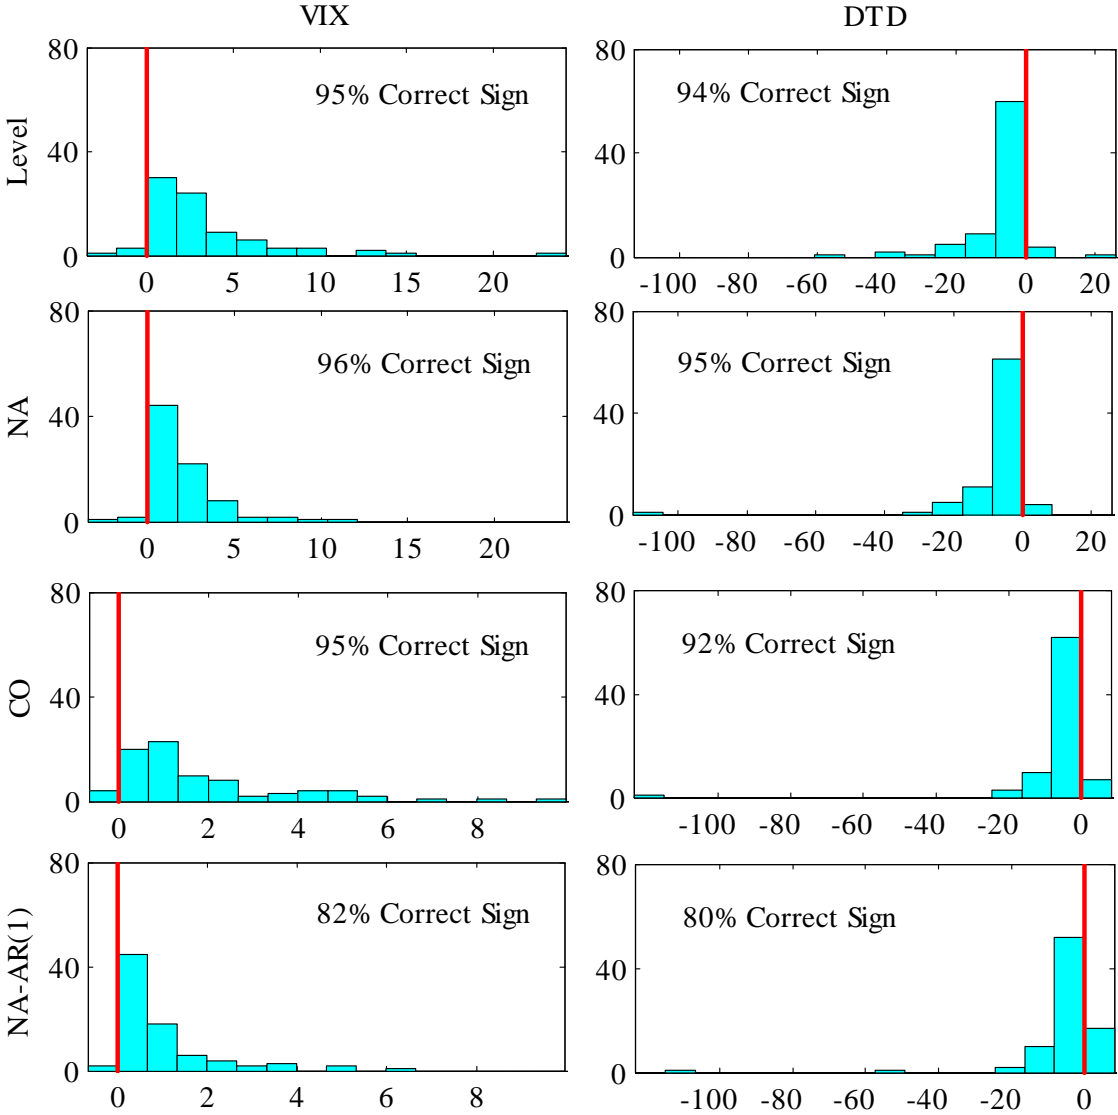 VIX
DTD
Level
80
40
0
95% Correct Sign
0 5 10 15 20
80
40
0
94% Correct Sign
-100 -80 -60 -40 -20 0 20
NA
80
40
0
96% Correct Sign
0 5 10 15 20
80
40
0
95% Correct Sign
-100 -80 -60 -40 -20 0 20
CO
80
40
0
95% Correct Sign
0 2 4 6 8
80
40
0
92% Correct Sign
-100 -80 -60 -40 -20 0
NA-AR(1)
80
40
0
82% Correct Sign
0 2 4 6 8
80
40
0
80% Correct Sign
-100 -80 -60 -40 -20 0